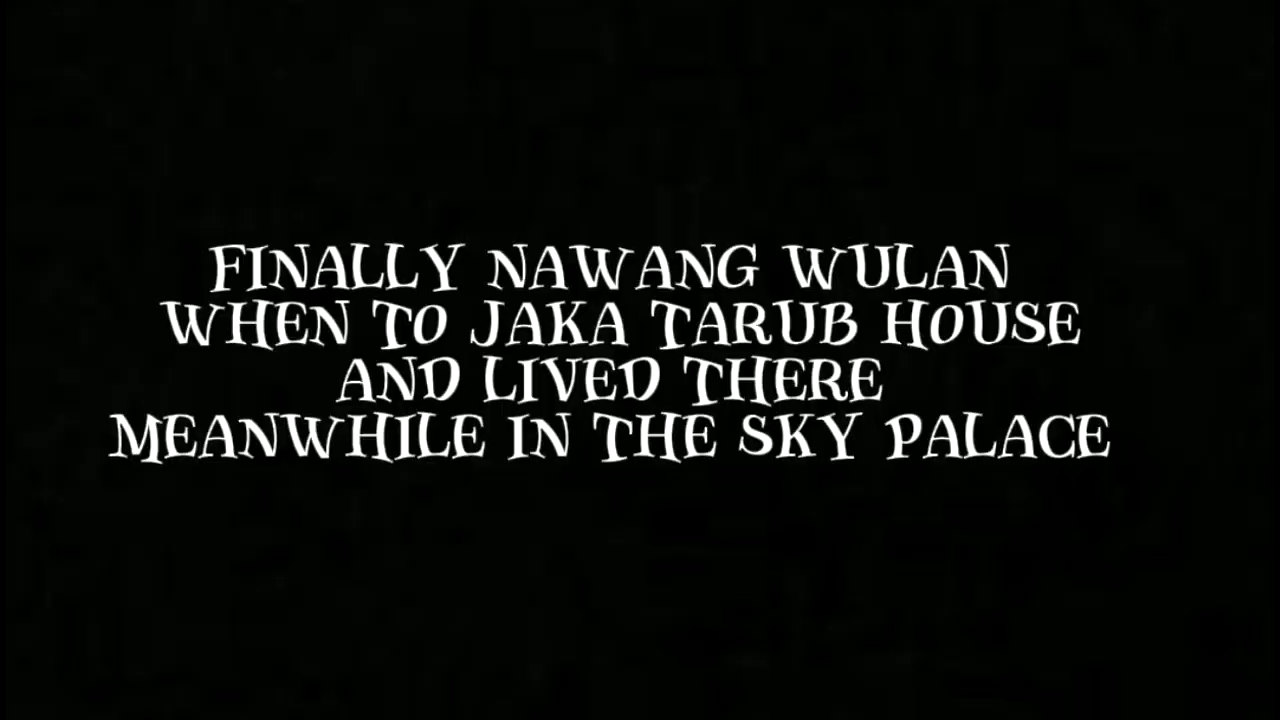 FINALLY NAWANG WULAN
WHEN TO JAKA TARUB HOUSE
AND LIVED THERE
MEANWHILE IN THE SKY PALACE